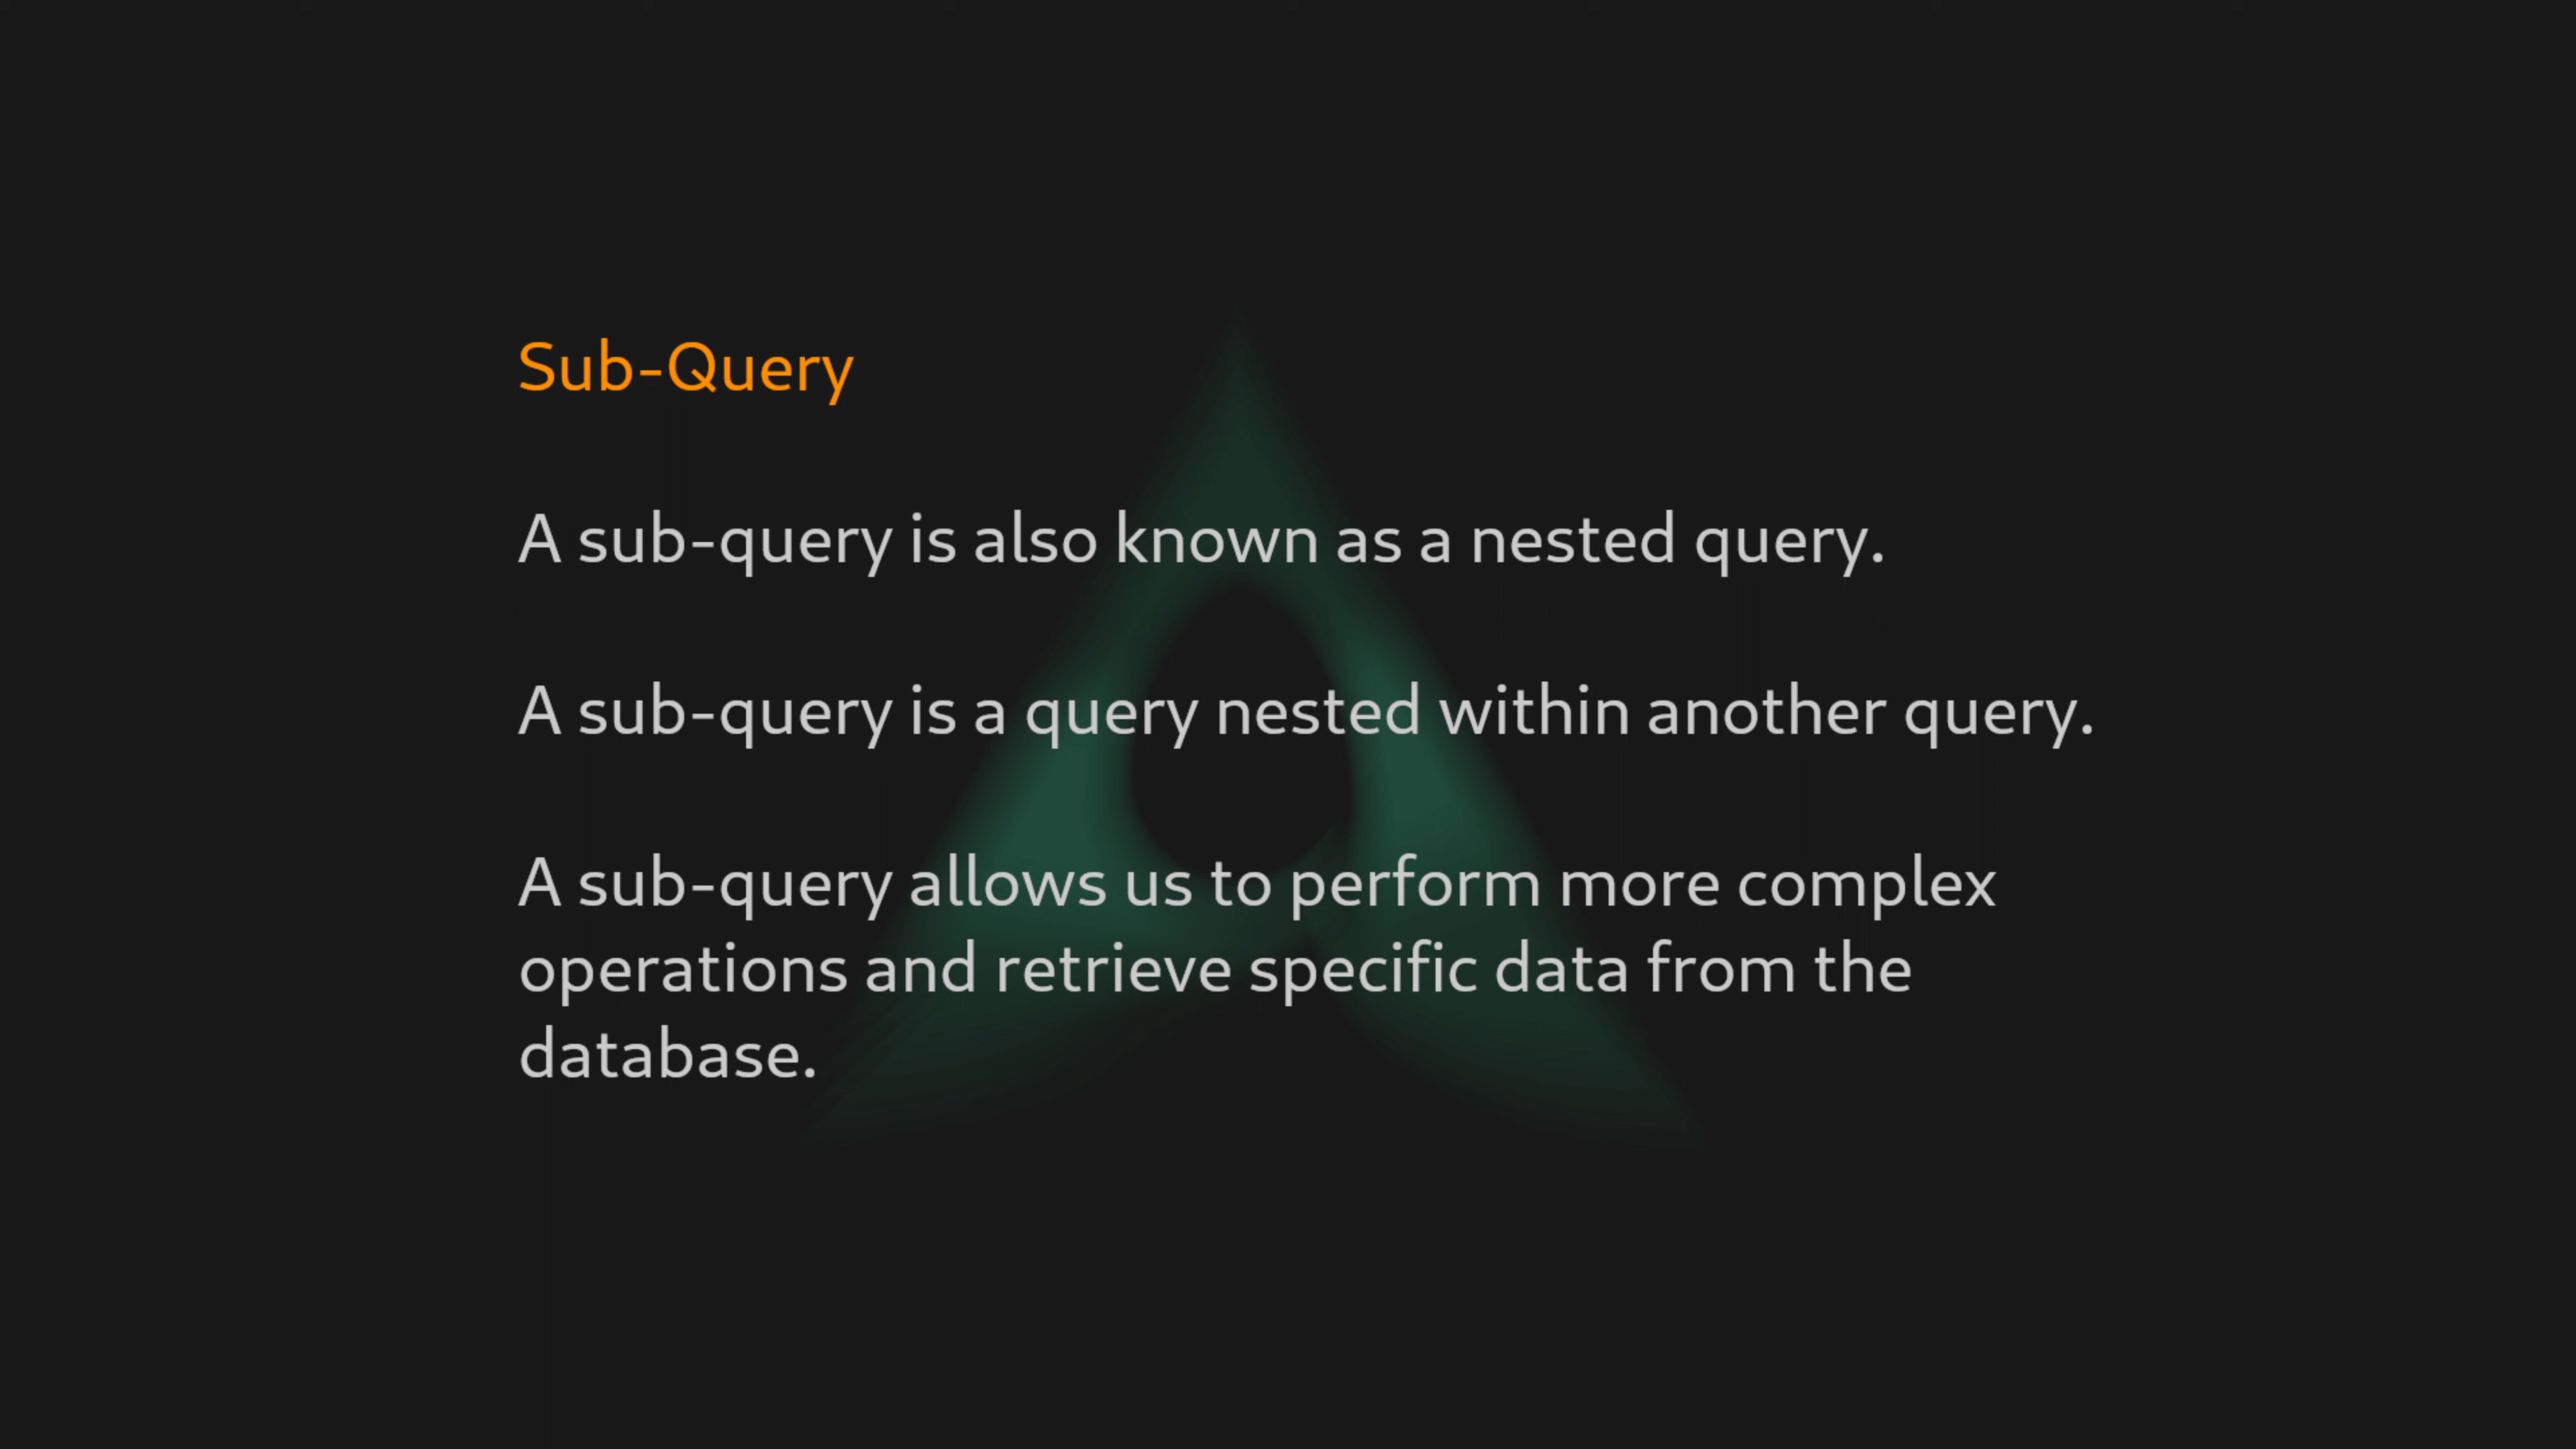 Sub-Query
A sub-query is also known as a nested query.
A sub-query is a query nested within another query.
A sub-query allows us to perform more complex
operations and retrieve specific data from the
database.